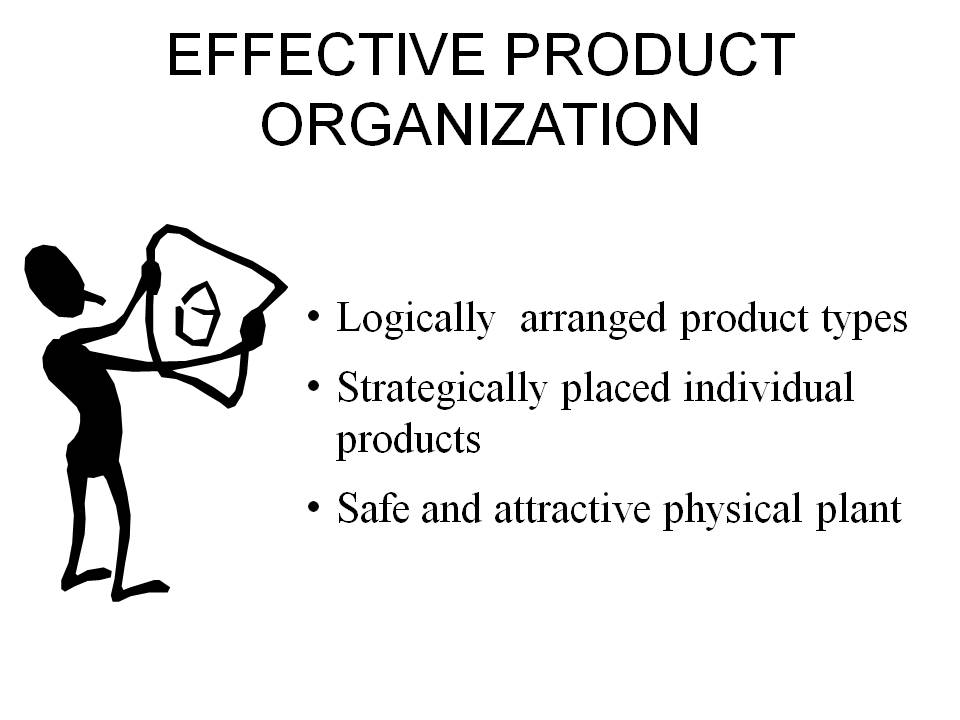 EFFECTIVE PRODUCT
ORGANIZATION
• Logically  arranged product types
• Strategically placed individual
products
• Safe and attractive physical plant